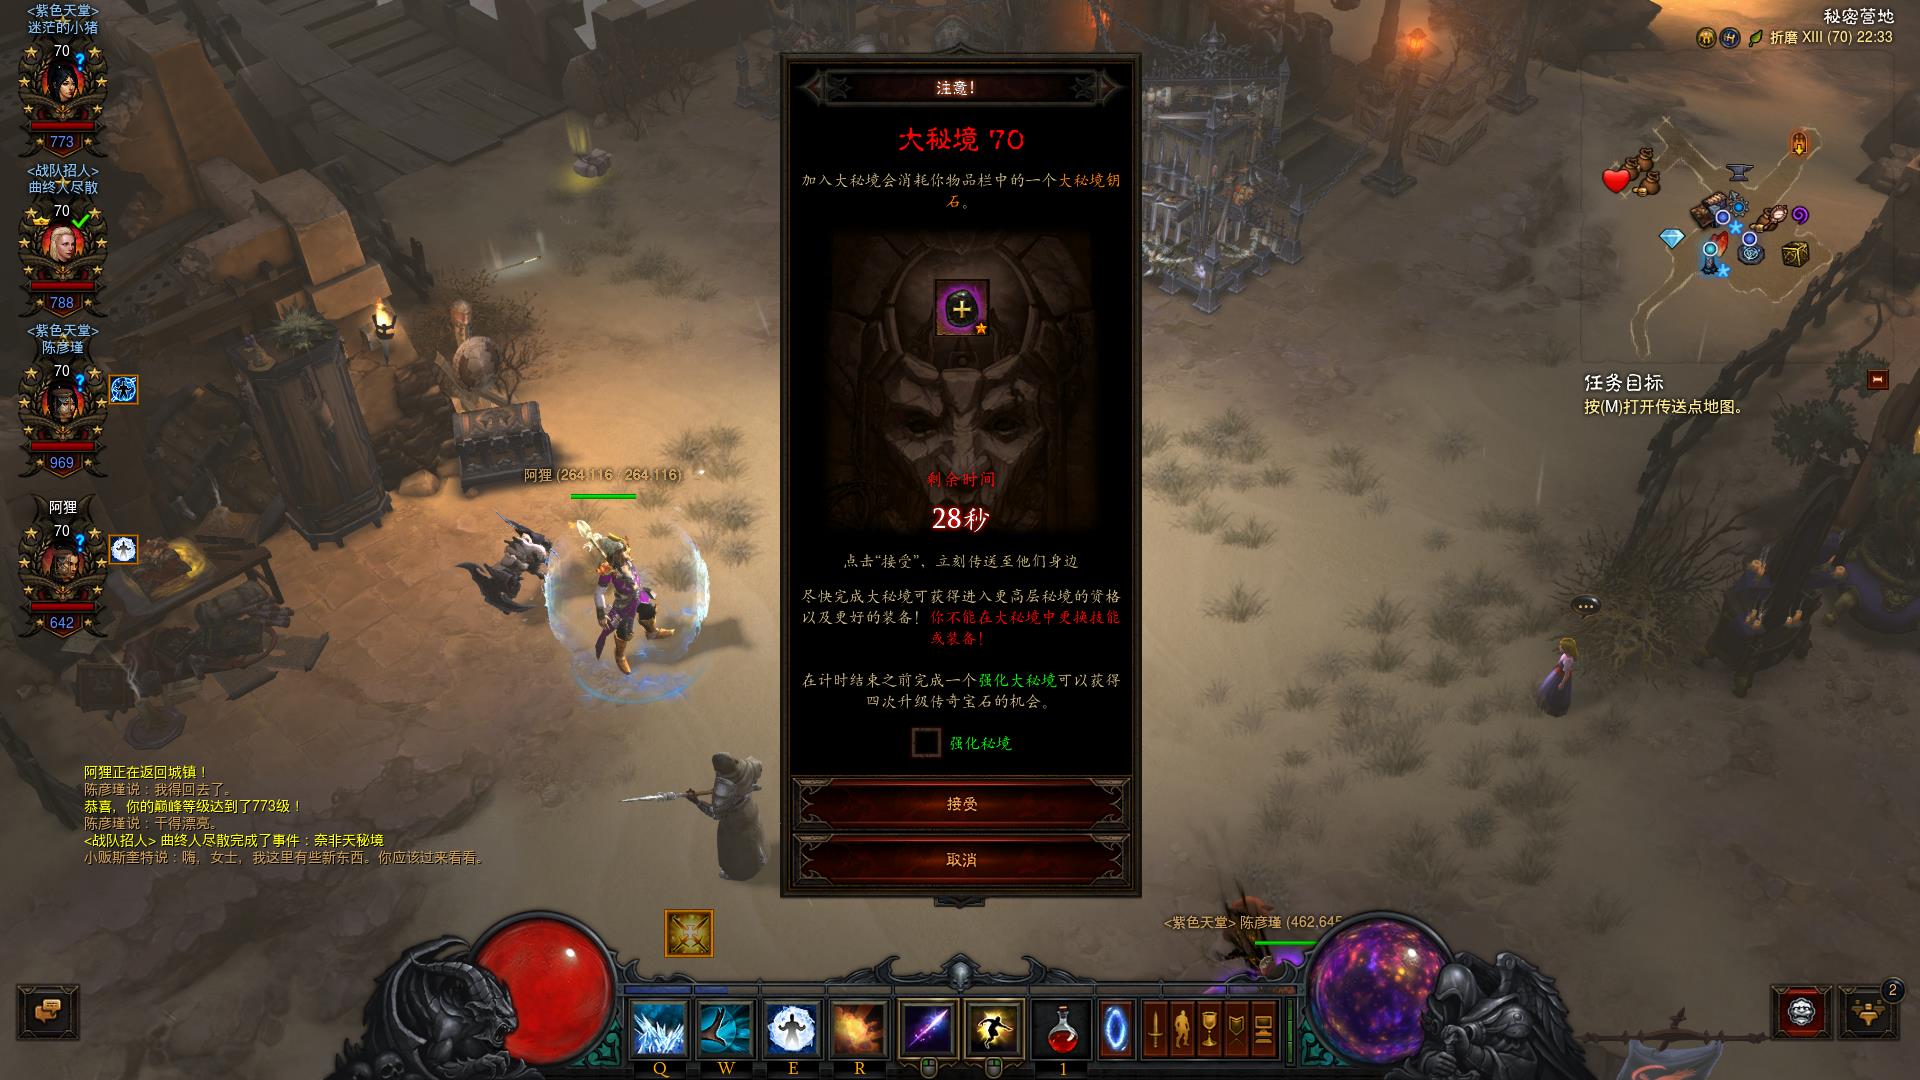 <紫色天堂>
迷茫的小猪
70
773
<战队招人>
曲终人尽散
70
788
<紫色天堂>
陈彦瑾
70
969
阿狸
70
642
秘密营地
折磨 XIII (70) 22:33
任务目标
按(M)打开传送点地图。
注意！
大秘境 70
加入大秘境会消耗你物品栏中的一个大秘境钥
石。
剩余时间
28秒
点击“接受”，立刻传送至他们身边
尽快完成大秘境可获得进入更高层秘境的资格
以及更好的装备！你不能在大秘境中更换技能
或装备！
在计时结束之前完成一个强化大秘境可以获得
四次升级传奇宝石的机会。
强化秘境
接受
取消
阿狸 (264,116 / 264,116)
阿狸正在返回城镇！
陈彦瑾说：我得回去了。
恭喜，你的巅峰等级达到了773级！
陈彦瑾说：干得漂亮。
<战队招人> 曲终人尽散完成了事件：奈非天秘境
小贩斯奎特说：嗨，女士，我这里有些新东西。你应该过来看看。
<紫色天堂> 陈彦瑾 (462,645
Q
W
E
R
1
2